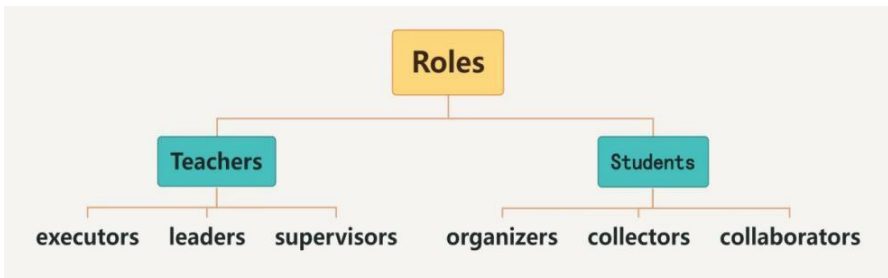 Roles
Teachers Students
executors leaders supervisors organizers collectors collaborators